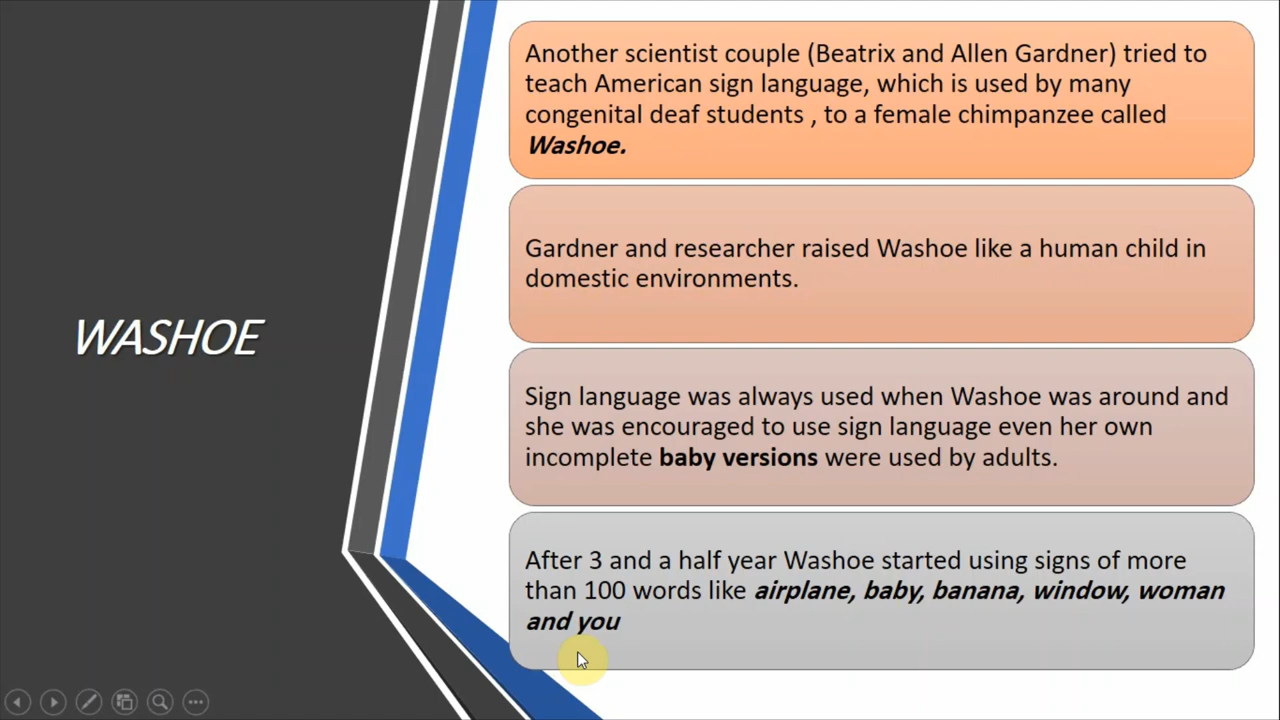 WASHOE
Another scientist couple (Beatrix and Allen Gardner) tried to
teach American sign language, which is used by many
congenital deaf students , to a female chimpanzee called
Washoe.
Gardner and researcher raised Washoe like a human child in
domestic environments.
Sign language was always used when Washoe was around and
she was encouraged to use sign language even her own
incomplete baby versions were used by adults.
After 3 and a half year Washoe started using signs of more
than 100 words like airplane, baby, banana, window, woman
and you